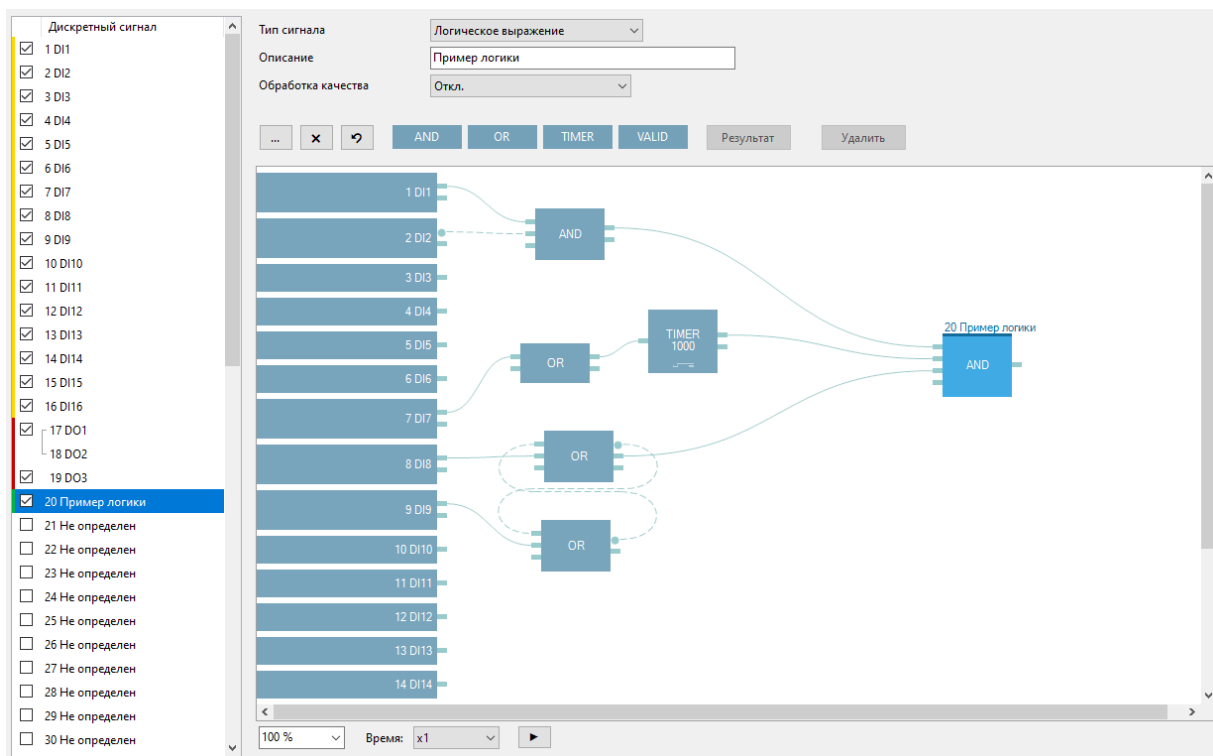 Дискретный сигнал
1 DI1
2 DI2
3 DI3
4 DI4
5 DI5
6 DI6
7 DI7
8 DI8
9 DI9
10 DI10
11 DI11
12 DI12
13 DI13
14 DI14
15 DI15
16 DI16
17 DO1
18 DO2
19 DO3
20 Пример логики
21 Не определен
22 Не определен
23 Не определен
24 Не определен
25 Не определен
26 Не определен
27 Не определен
28 Не определен
29 Не определен
30 Не определен
Тип сигнала Логическое выражение
Описание Пример логики
Обработка качества Откл.
... AND OR TIMER VALID Результат Удалить
1 DI1
2 DI2
3 DI3
4 DI4
5 DI5
6 DI6
7 DI7
8 DI8
9 DI9
10 DI10
11 DI11
12 DI12
13 DI13
14 DI14
AND
TIMER
1000
OR
OR
OR
20 Пример логики
AND
100 % Время: x1